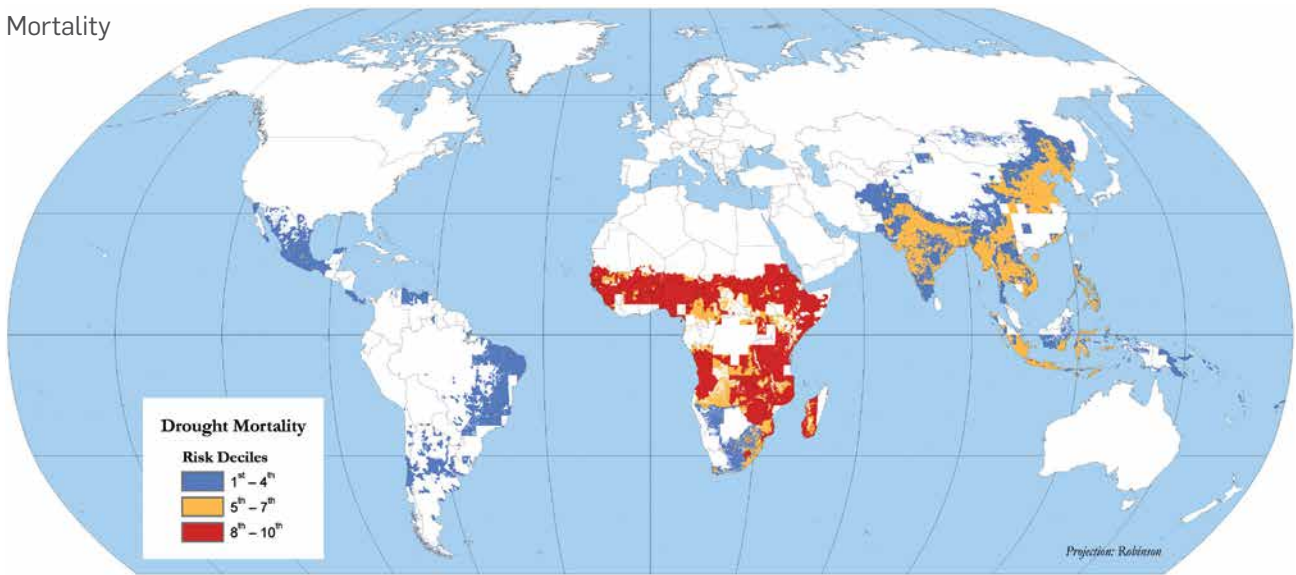 Mortality
Drought Mortality
Risk Deciles
1st – 4th
5th – 7th
8th – 10th
Projection: Robinson